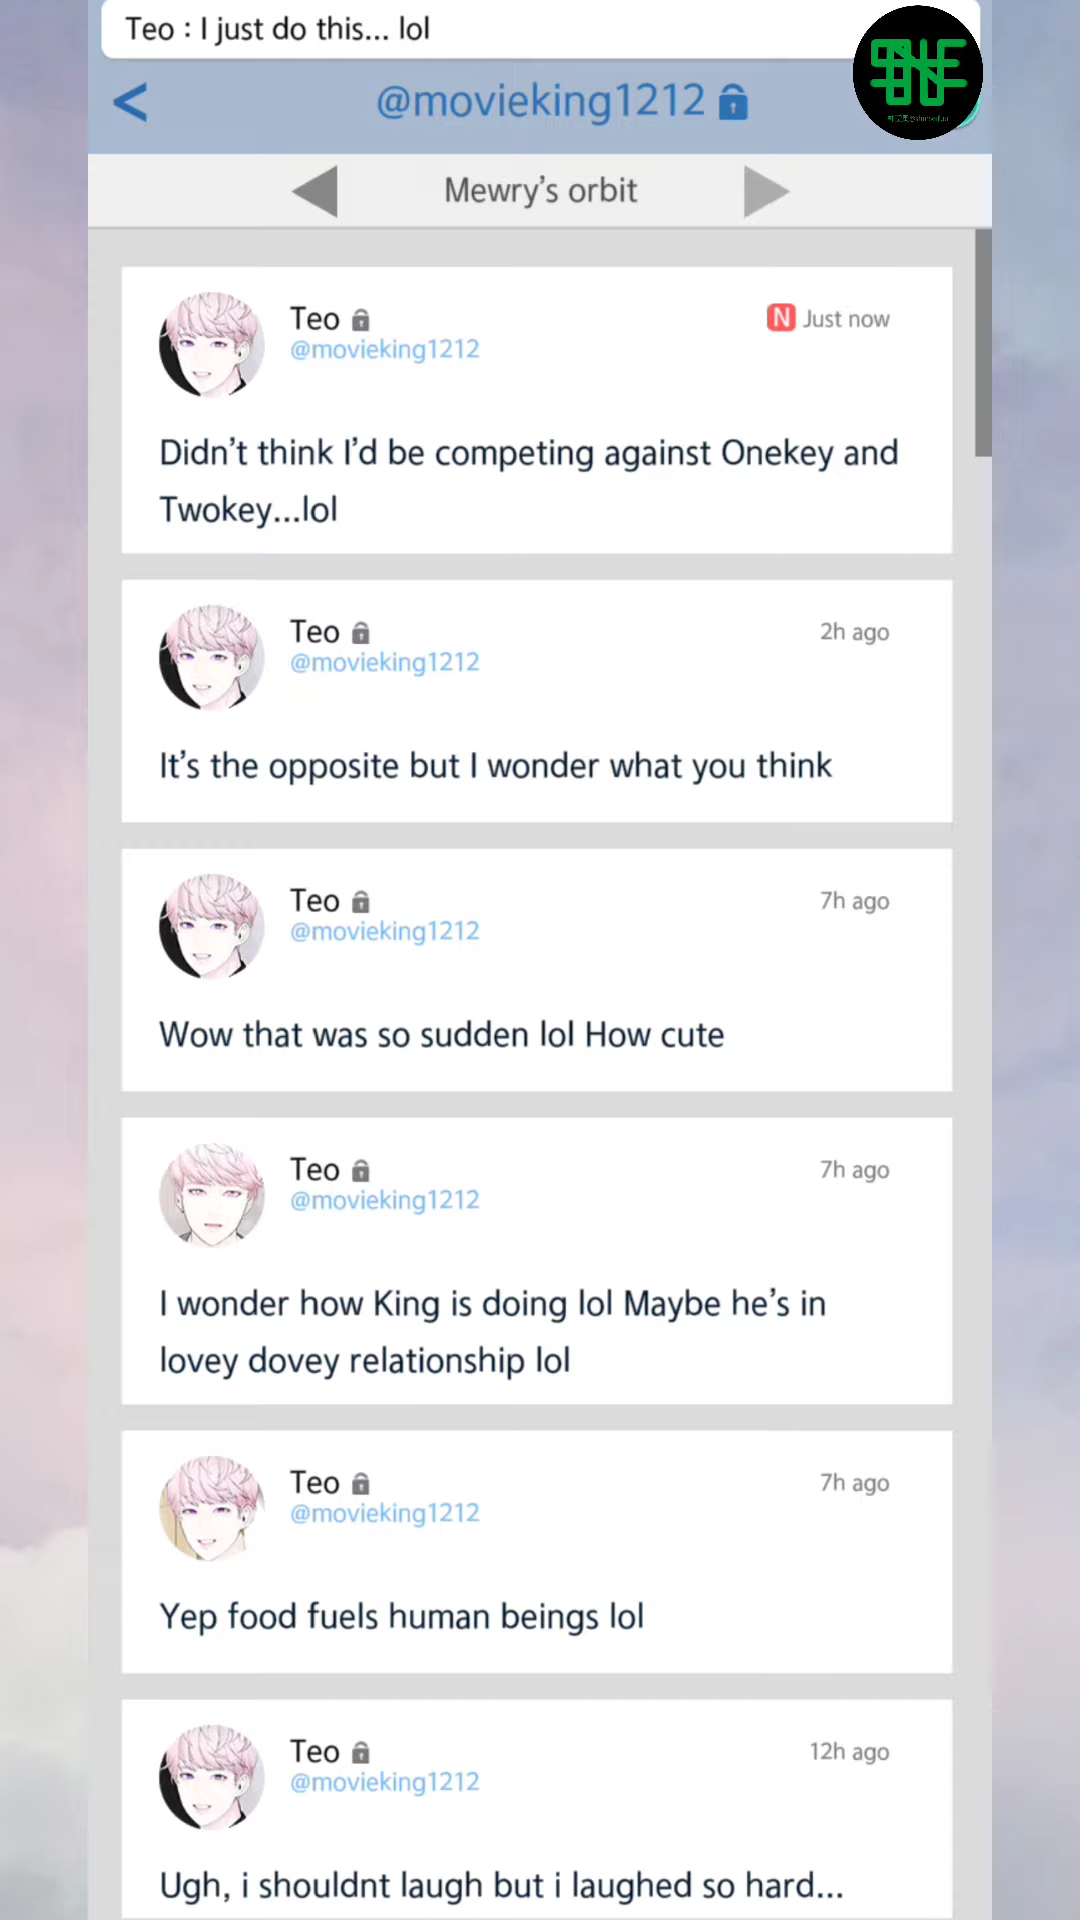 Teo : I just do this... lol
@movieking1212
Mewry's orbit
Teo
N Just now
@movieking1212
Didn't think I'd be competing against Onekey and
Twokey...lol
Teo
2h ago
@movieking1212
It's the opposite but I wonder what you think
Teo
7h ago
@movieking1212
Wow that was so sudden lol How cute
Teo
7h ago
@movieking1212
I wonder how King is doing lol Maybe he's in
lovey dovey relationship lol
Teo
7h ago
@movieking1212
Yep food fuels human beings lol
Teo
12h ago
@movieking1212
Ugh, i shouldnt laugh but i laughed so hard...